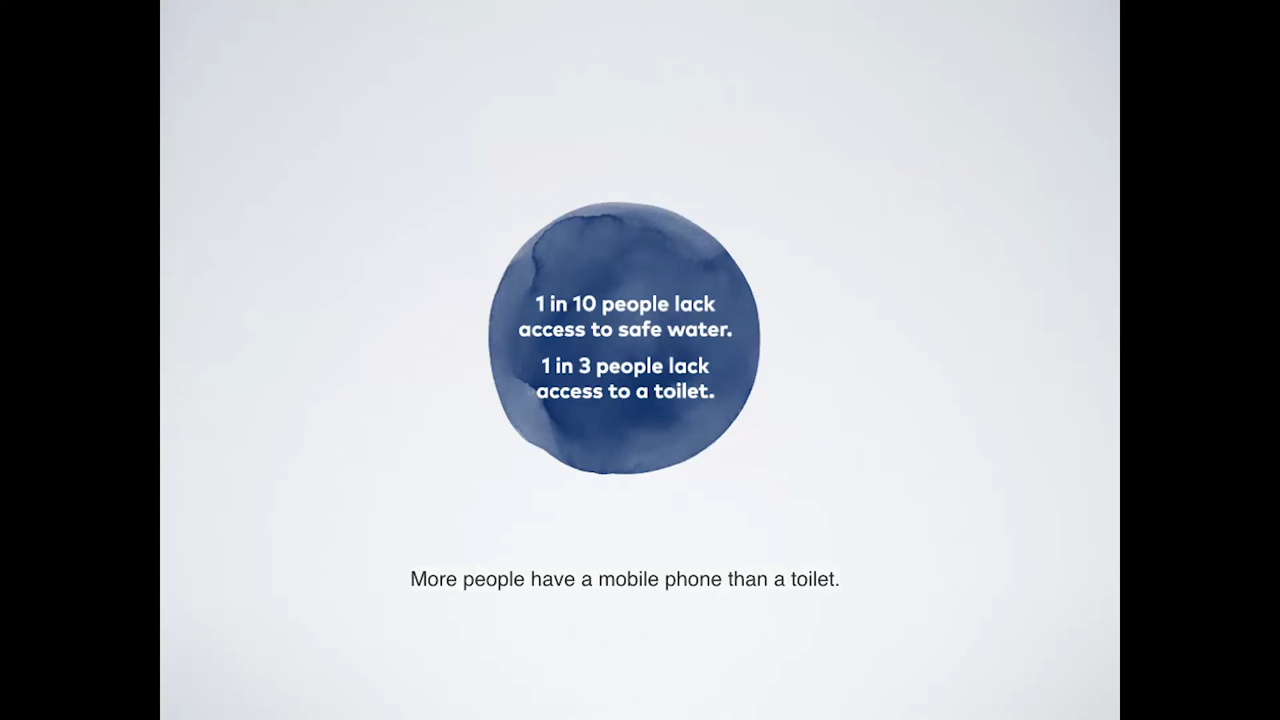 1 in 10 people lack
access to safe water.
1 in 3 people lack
access to a toilet.
More people have a mobile phone than a toilet.